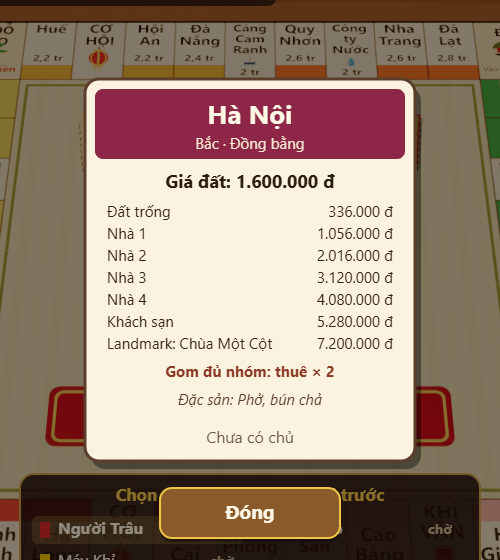 Huế
CƠ HỘI
Hội An
Đà Nẵng
Cảng Cam Ranh
Quy Nhơn
Công ty Nước
Nha Trang
Đà Lạt
2,2 tr
2,2 tr
2,4 tr
2 tr
2,6 tr
2 tr
2,6 tr
2,8 tr
Hà Nội
Bắc · Đồng bằng
Giá đất: 1.600.000 đ
Đất trống 336.000 đ
Nhà 1 1.056.000 đ
Nhà 2 2.016.000 đ
Nhà 3 3.120.000 đ
Nhà 4 4.080.000 đ
Khách sạn 5.280.000 đ
Landmark: Chùa Một Cột 7.200.000 đ
Gom đủ nhóm: thuê × 2
Đặc sản: Phở, bún chả
Chưa có chủ
Chọn trước
Đóng
Người Trâu chờ
Máy Khỉ chờ